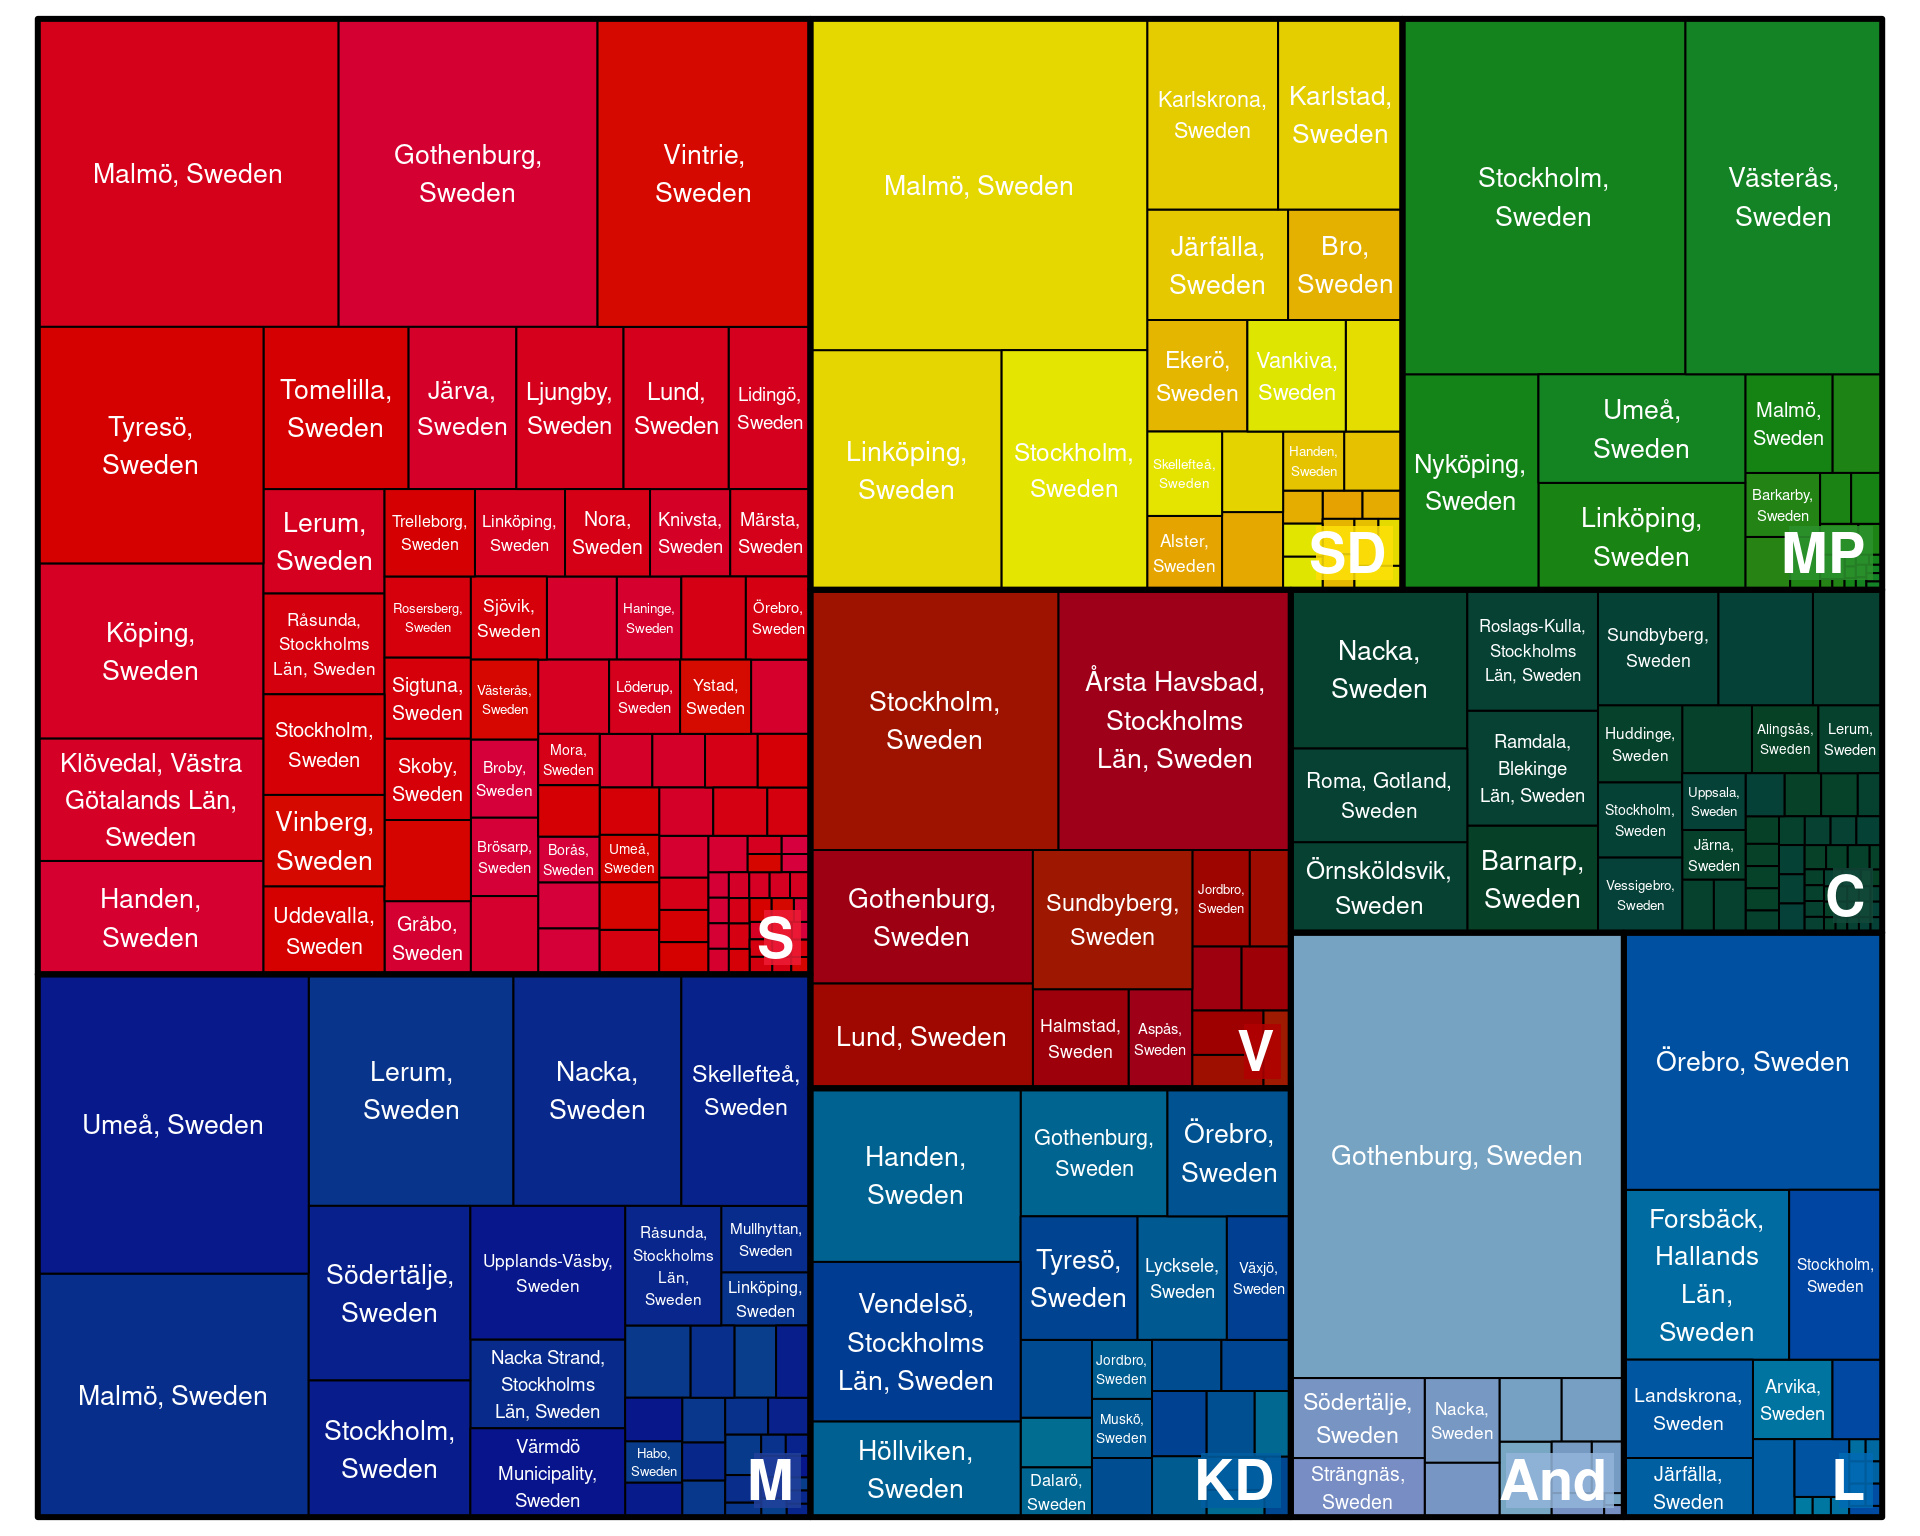 Malmö, Sweden
Gothenburg,
Sweden
Vintrie,
Sweden
Tyresö,
Sweden
Tomelilla,
Sweden
Järva,
Sweden
Ljungby,
Sweden
Lund,
Sweden
Lidingö,
Sweden
Lerum,
Sweden
Trelleborg,
Sweden
Linköping,
Sweden
Nora,
Sweden
Knivsta,
Sweden
Märsta,
Sweden
Köping,
Sweden
Råsunda,
Stockholms
Län, Sweden
Rosersberg,
Sweden
Sjövik,
Sweden
Haninge,
Sweden
Örebro,
Sweden
Sigtuna,
Sweden
Västerås,
Sweden
Löderup,
Sweden
Ystad,
Sweden
Stockholm,
Sweden
Klövedal, Västra
Götalands Län,
Sweden
Skoby,
Sweden
Broby,
Sweden
Mora,
Sweden
Vinberg,
Sweden
Brösarp,
Sweden
Borås,
Sweden
Umeå,
Sweden
Handen,
Sweden
Uddevalla,
Sweden
Gråbo,
Sweden
S
Malmö, Sweden
Karlskrona,
Sweden
Karlstad,
Sweden
Järfälla,
Sweden
Bro,
Sweden
Ekerö,
Sweden
Vankiva,
Sweden
Linköping,
Sweden
Stockholm,
Sweden
Skellefteå,
Sweden
Handen,
Sweden
Alster,
Sweden
SD
Stockholm,
Sweden
Västerås,
Sweden
Nyköping,
Sweden
Umeå,
Sweden
Malmö,
Sweden
Linköping,
Sweden
Barkarby,
Sweden
MP
Stockholm,
Sweden
Årsta Havsbad,
Stockholms
Län, Sweden
Gothenburg,
Sweden
Sundbyberg,
Sweden
Jordbro,
Sweden
Lund, Sweden
Halmstad,
Sweden
Aspås,
Sweden
V
Nacka,
Sweden
Roslags-Kulla,
Stockholms
Län, Sweden
Sundbyberg,
Sweden
Roma, Gotland,
Sweden
Ramdala,
Blekinge
Län, Sweden
Huddinge,
Sweden
Alingsås,
Sweden
Lerum,
Sweden
Stockholm,
Sweden
Uppsala,
Sweden
Järna,
Sweden
Örnsköldsvik,
Sweden
Barnarp,
Sweden
Vessigebro,
Sweden
C
Umeå, Sweden
Lerum,
Sweden
Nacka,
Sweden
Skellefteå,
Sweden
Malmö, Sweden
Södertälje,
Sweden
Upplands-Väsby,
Sweden
Råsunda,
Stockholms
Län,
Sweden
Mullhyttan,
Sweden
Linköping,
Sweden
Stockholm,
Sweden
Nacka Strand,
Stockholms
Län, Sweden
Värmdö
Municipality,
Sweden
Habo,
Sweden
M
Handen,
Sweden
Gothenburg,
Sweden
Örebro,
Sweden
Tyresö,
Sweden
Lycksele,
Sweden
Växjö,
Sweden
Vendelsö,
Stockholms
Län, Sweden
Jordbro,
Sweden
Muskö,
Sweden
Höllviken,
Sweden
Dalarö,
Sweden
KD
Gothenburg, Sweden
Södertälje,
Sweden
Nacka,
Sweden
Strängnäs,
Sweden
And
Örebro, Sweden
Forsbäck,
Hallands
Län,
Sweden
Stockholm,
Sweden
Landskrona,
Sweden
Arvika,
Sweden
Järfälla,
Sweden
L